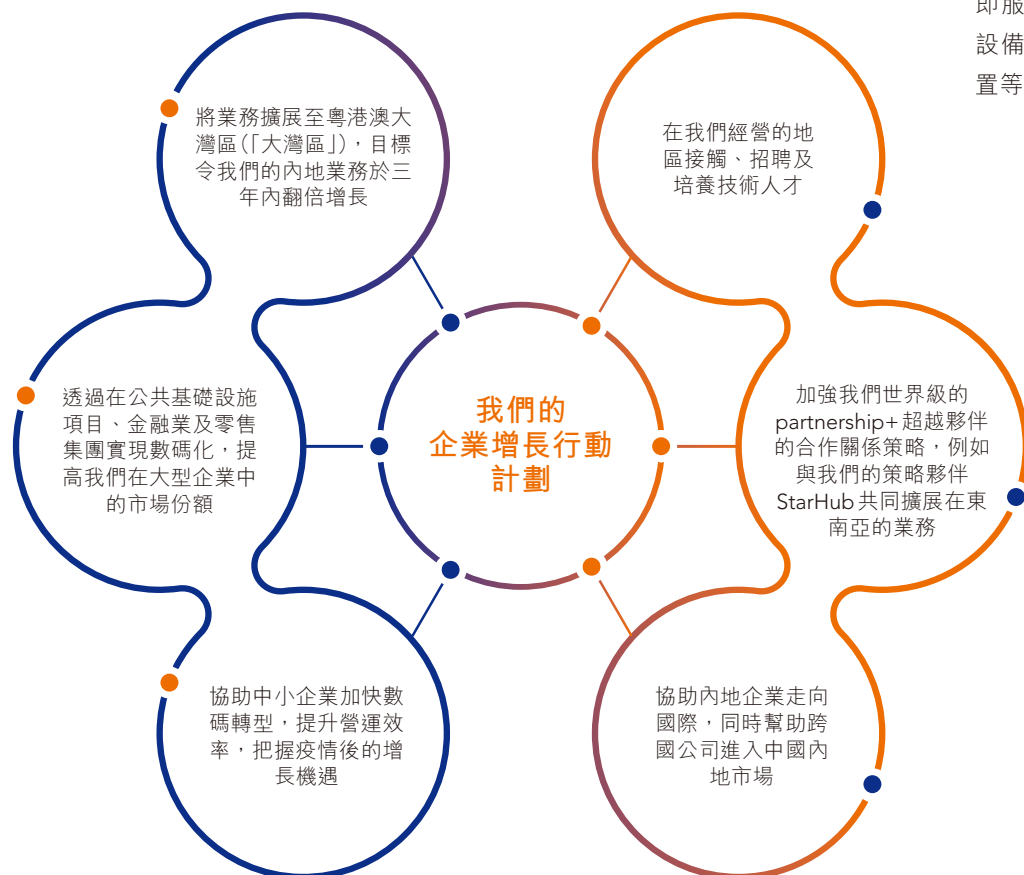 即服
設備
置等
將業務擴展至粵港澳大
灣區(「大灣區」)，目標
令我們的內地業務於三
年內翻倍增長
在我們經營的地
區接觸、招聘及
培養技術人才
透過在公共基礎設施
項目、金融業及零售
集團實現數碼化，提
高我們在大型企業中
的市場份額
我們的
企業增長行動
計劃
加強我們世界級的
partnership+ 超越夥伴
的合作關係策略，例如
與我們的策略夥伴
StarHub 共同擴展在東
南亞的業務
協助中小企業加快數
碼轉型，提升營運效
率，把握疫情後的增
長機遇
協助內地企業走向
國際，同時幫助跨
國公司進入中國內
地市場